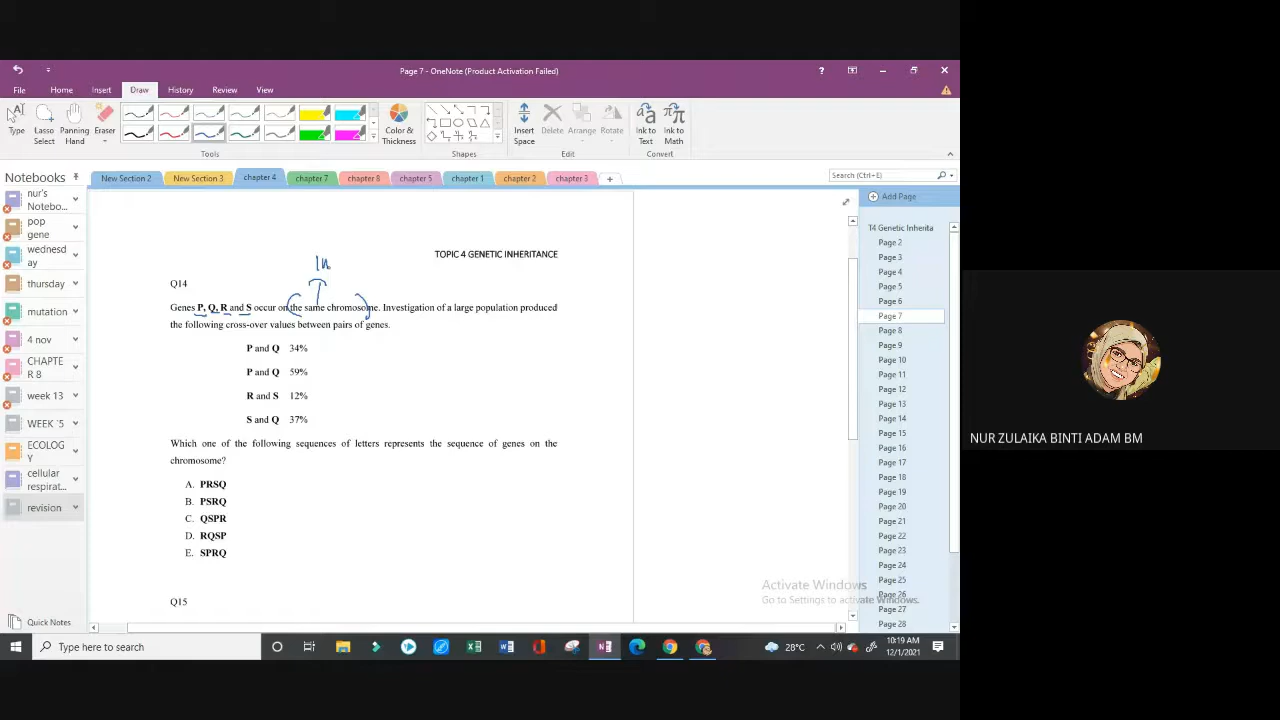 Page 7 - OneNote (Product Activation Failed)
?
File
Home
Insert
Draw
History
Review
View
Type
Lasso
Select
Panning
Hand
Eraser
Color &
Thickness
Insert
Space
Delete
Arrange
Rotate
Ink to
Text
Ink to
Math
Tools
Shapes
Edit
Convert
Notebooks
New Section 2
New Section 3
chapter 4
chapter 7
chapter 8
chapter 5
chapter 1
chapter 2
chapter 3
+
Search (Ctrl+E)
nur's
Notebo...
pop
gene
wednesd
ay
thursday
mutation
4 nov
CHAPTE
R 8
week 13
WEEK `5
ECOLOG
Y
cellular
respirat...
revision
Quick Notes
TOPIC 4 GENETIC INHERITANCE
Q14
Genes P, Q, R and S occur on the same chromosome. Investigation of a large population produced
the following cross-over values between pairs of genes.
P and Q 34%
P and Q 59%
R and S 12%
S and Q 37%
Which one of the following sequences of letters represents the sequence of genes on the
chromosome?
A. PRSQ
B. PSRQ
C. QSPR
D. RQSP
E. SPRQ
Q15
Add Page
T4 Genetic Inherita
Page 2
Page 3
Page 4
Page 5
Page 6
Page 7
Page 8
Page 9
Page 10
Page 11
Page 12
Page 13
Page 14
Page 15
Page 16
Page 17
Page 18
Page 19
Page 20
Page 21
Page 22
Page 23
Page 24
Page 25
Page 26
Page 27
Page 28
Activate Windows
Go to Settings to activate Windows.
Type here to search
28°C
10:19 AM
12/1/2021
NUR ZULAIKA BINTI ADAM BM